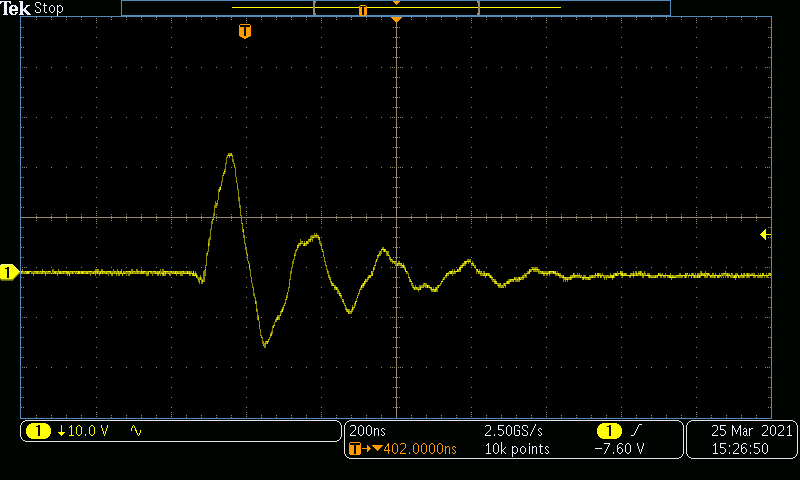 Tek Stop
T
T
1
1 ↓10.0 V
200ns 2.50GS/s 1 25 Mar 2021
T→▼402.0000ns 10k points −7.60 V 15:26:50